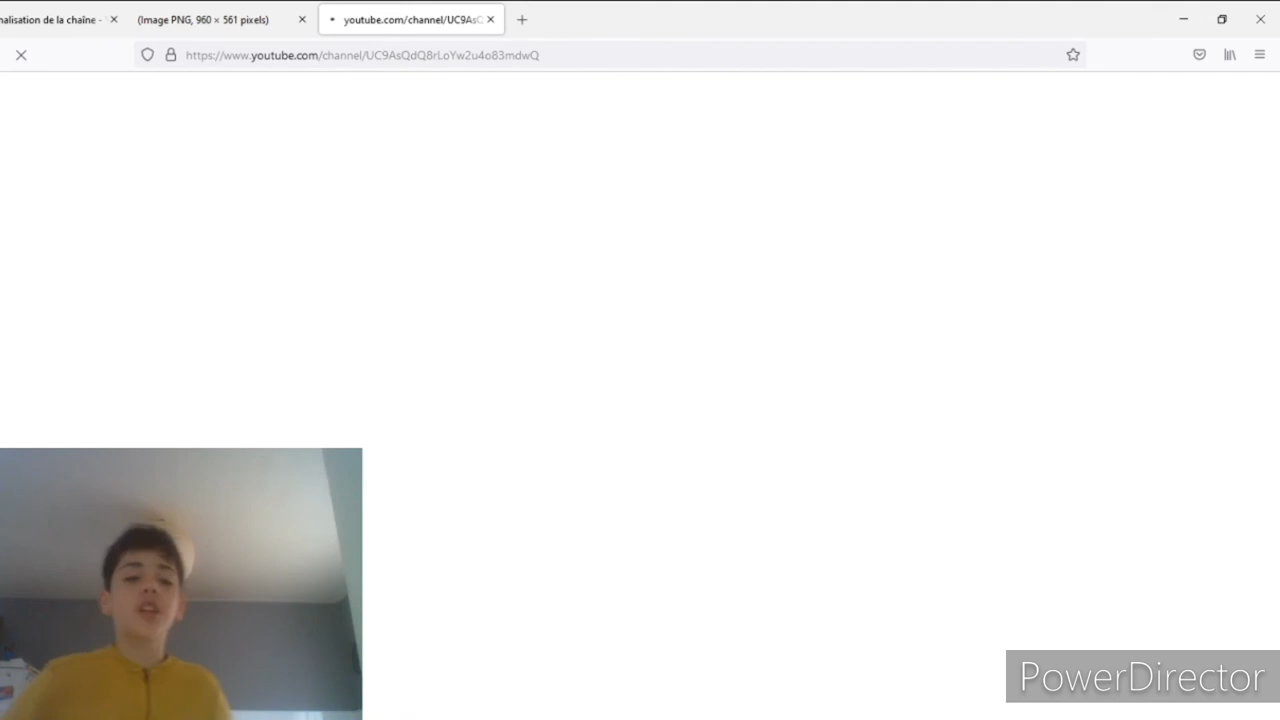 nalisation de la chaîne -
(Image PNG, 960 × 561 pixels)
youtube.com/channel/UC9AsQ
https://www.youtube.com/channel/UC9AsQdQ8rLoYw2u4o83mdwQ
PowerDirector